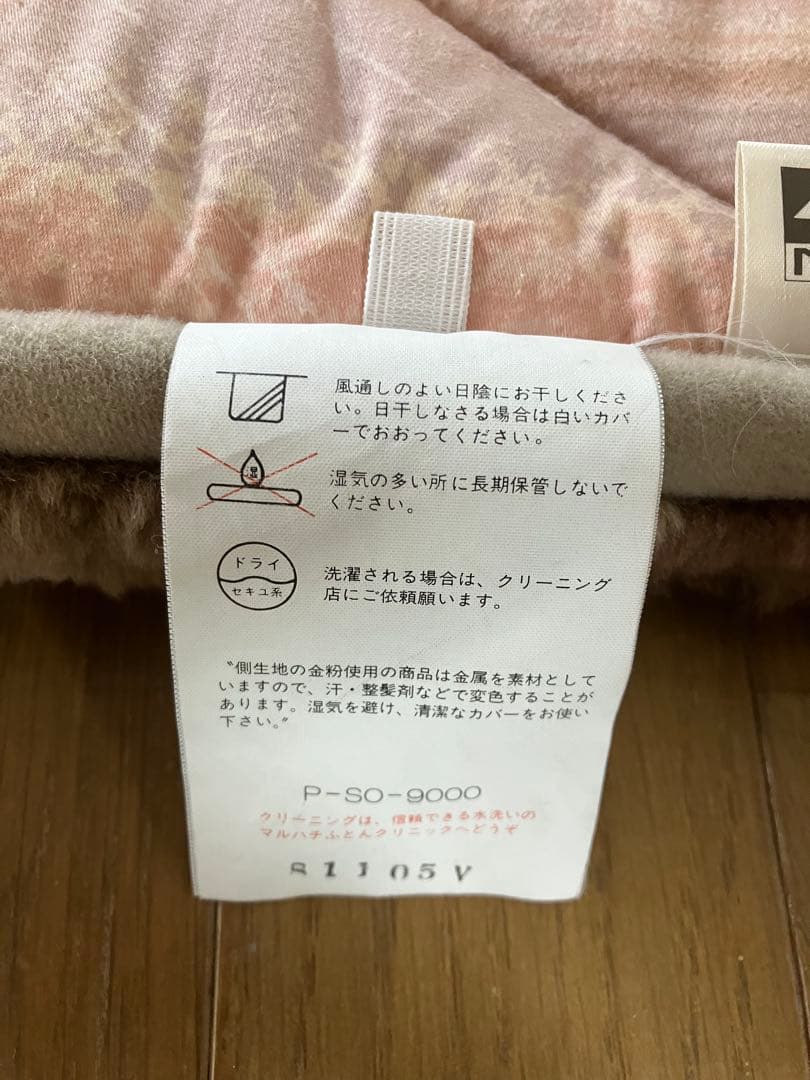 風通しのよい日陰にお干しくださ
い。日干しなさる場合は白いカバ
ーでおおってください。
湿
湿気の多い所に長期保管しないで
ください。
ドライ
セキユ系
洗濯される場合は、クリーニング
店にご依頼願います。
〝側生地の金粉使用の商品は金属を素材として
いますので、汗・整髪剤などで変色することが
あります。湿気を避け、清潔なカバーをお使い
下さい。〞
P-SO-9000
クリーニングは、信頼できる水洗いの
マルハチふとんクリニックへどうぞ